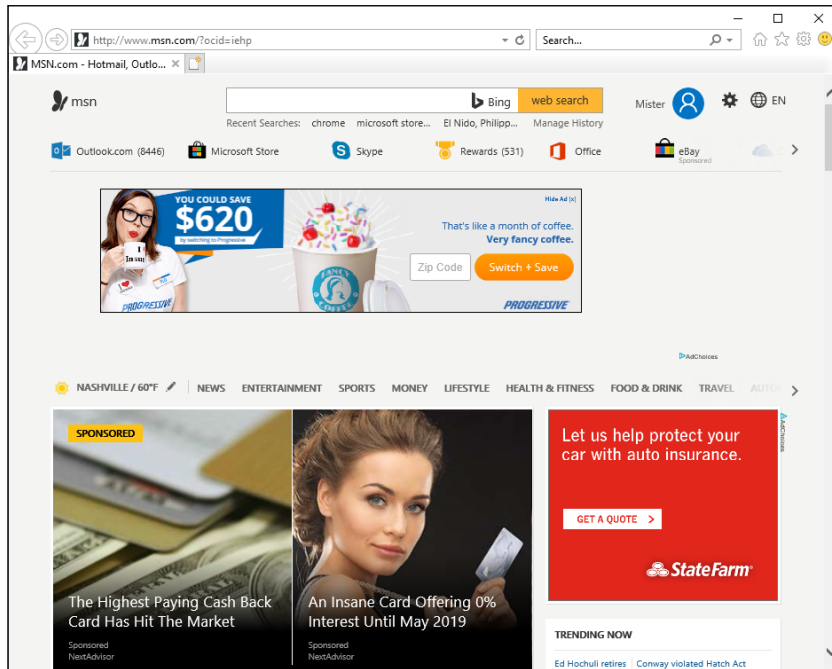 http://www.msn.com/?ocid=iehp
Search...
MSN.com - Hotmail, Outlo...
msn
Bing
web search
Mister
EN
Recent Searches: chrome microsoft store... El Nido, Philipp... Manage History
Outlook.com (8446)
Microsoft Store
Skype
Rewards (531)
Office
eBay
Sponsored
YOU COULD SAVE
$620
by switching to Progressive
Hide Ad [x]
That's like a month of coffee.
Very fancy coffee.
Zip Code
Switch + Save
FANCY
COFFEE
PROGRESSIVE
PROGRESSIVE
AdChoices
NASHVILLE / 60°F
NEWS ENTERTAINMENT SPORTS MONEY LIFESTYLE HEALTH & FITNESS FOOD & DRINK TRAVEL AUTO
SPONSORED
The Highest Paying Cash Back
Card Has Hit The Market
Sponsored
NextAdvisor
An Insane Card Offering 0%
Interest Until May 2019
Sponsored
NextAdvisor
AdChoices
Let us help protect your
car with auto insurance.
GET A QUOTE >
StateFarm
TRENDING NOW
Ed Hochuli retires
Conway violated Hatch Act